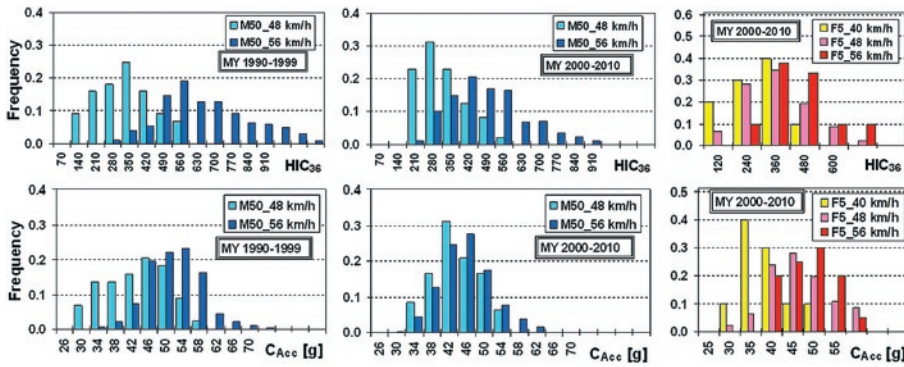 0.4 M50_48 km/h
M50_56 km/h
0.3
MY 1990-1999
0.2
0.1
0.0
Frequency
70 140 210 280 350 420 490 560 630 700 770 840 910 HIC36
0.4 M50_48 km/h
M50_56 km/h
0.3
MY 2000-2010
0.2
0.1
0.0
70 140 210 280 350 420 490 560 630 700 770 840 910 HIC36
0.6 MY 2000-2010 F5_40 km/h
0.5 F5_48 km/h
F5_56 km/h
0.4
0.3
0.2
0.1
0.0
120 240 360 480 600 HIC36
0.4 M50_48 km/h
M50_56 km/h
0.3
MY 1990-1999
0.2
0.1
0.0
Frequency
26 30 34 38 42 46 50 54 58 62 66 70 CAcc [g]
0.4 M50_48 km/h
M50_56 km/h
0.3
MY 2000-2010
0.2
0.1
0.0
26 30 34 38 42 46 50 54 58 62 66 70 CAcc [g]
0.5 MY 2000-2010 F5_40 km/h
F5_48 km/h
0.4 F5_56 km/h
0.3
0.2
0.1
0.0
25 30 35 40 45 50 55 CAcc [g]